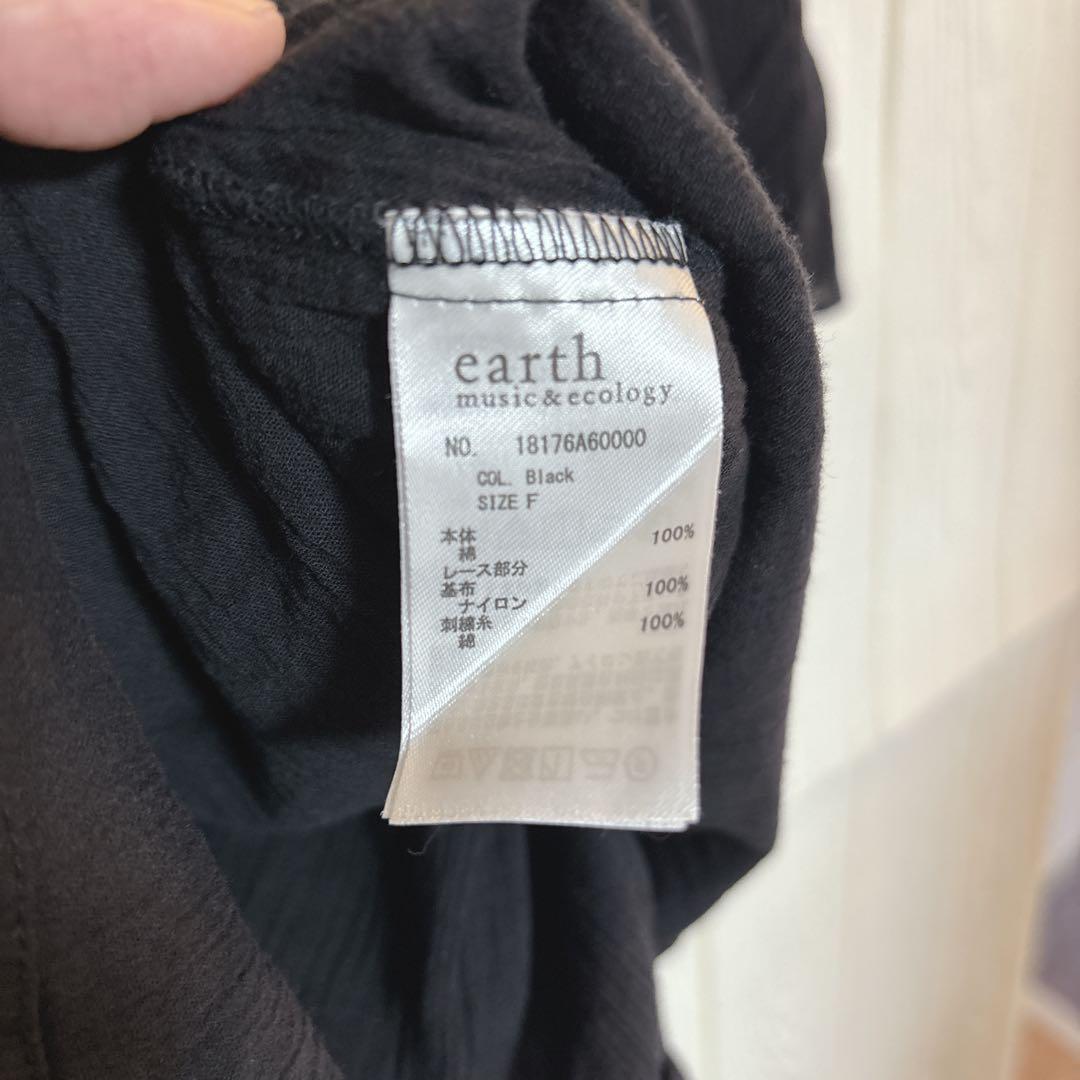 earth
music & ecology
NO. 18176A60000
COL. Black
SIZE F
本体
綿 100%
レース部分
基布
ナイロン 100%
刺繍糸
綿 100%